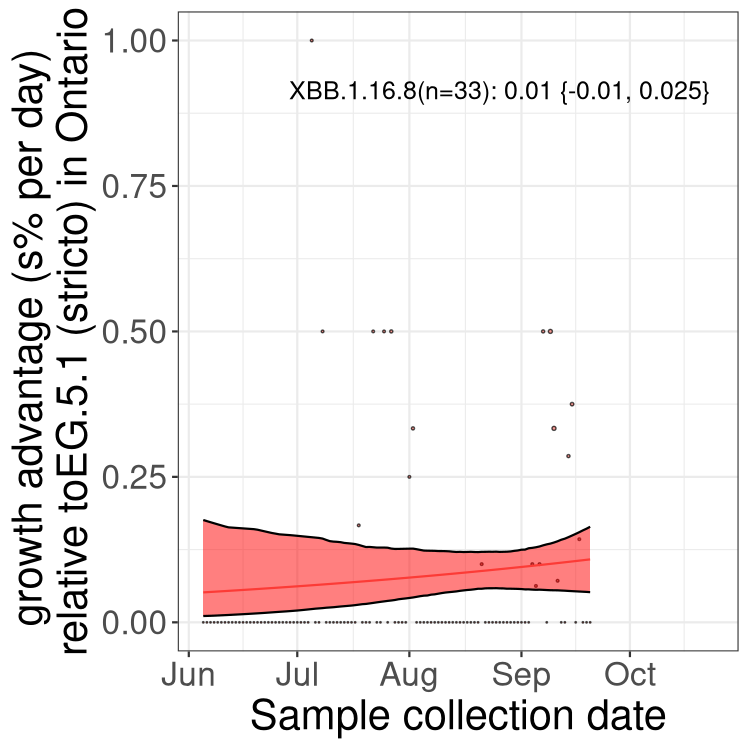 growth advantage (s% per day)
relative toEG.5.1 (stricto) in Ontario
1.00
0.75
0.50
0.25
0.00
XBB.1.16.8(n=33): 0.01 {-0.01, 0.025}
Jun Jul Aug Sep Oct
Sample collection date